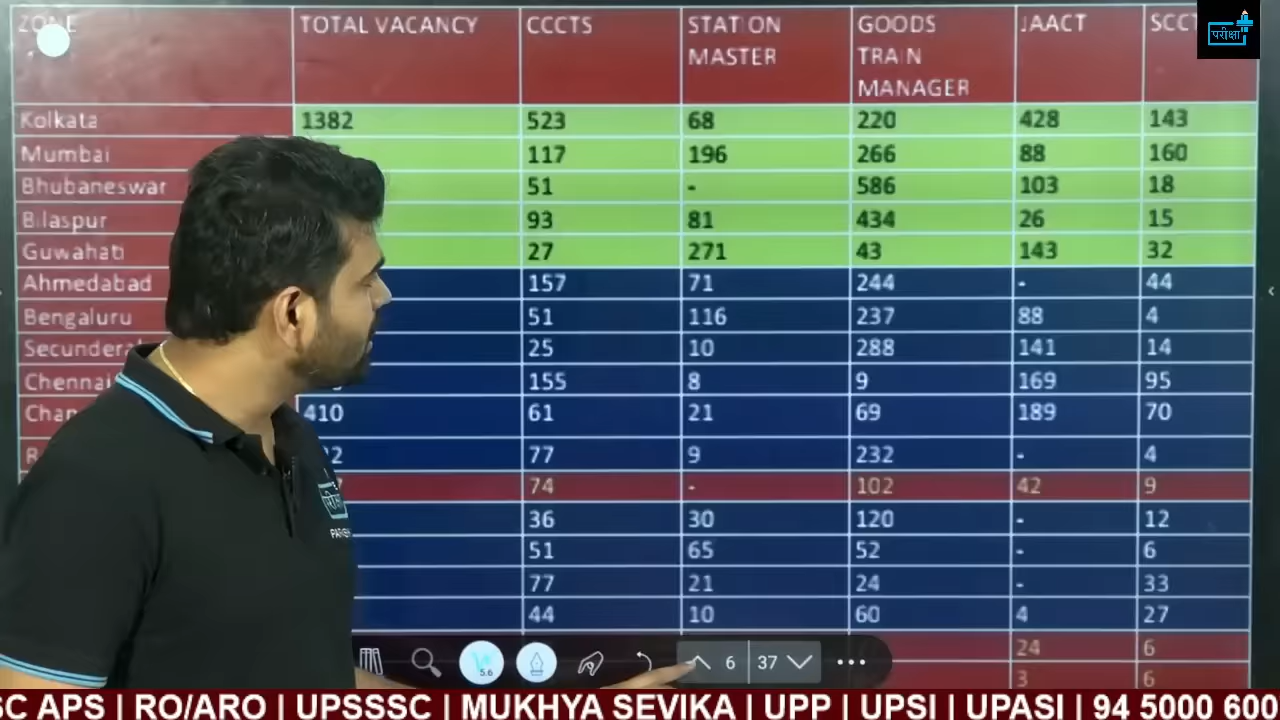 ZONE TOTAL VACANCY CCCTS STATION MASTER GOODS TRAIN MANAGER JAACT
परीक्षा
Kolkata 1382 523 68 220 428 143
Mumbai 117 196 266 88 160
Bhubaneswar 51 - 586 103 18
Bilaspur 93 81 434 26 15
Guwahati 27 271 43 143 32
Ahmedabad 157 71 244 - 44
Bengaluru 51 116 237 88 4
25 10 288 141 14
Chennai 155 8 9 169 95
410 61 21 69 189 70
77 9 232 - 4
74 - 102 42 9
36 30 120 - 12
51 65 52 - 6
77 21 24 - 33
44 10 60 4 27
24 6
3 6
5.6 6 37 •••
SC APS | RO/ARO | UPSSSC | MUKHYA SEVIKA | UPP | UPSI | UPASI | 94 5000 600